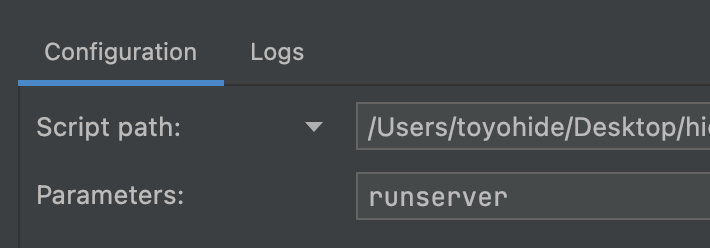 Configuration Logs
Script path: /Users/toyohide/Desktop/hi
Parameters: runserver